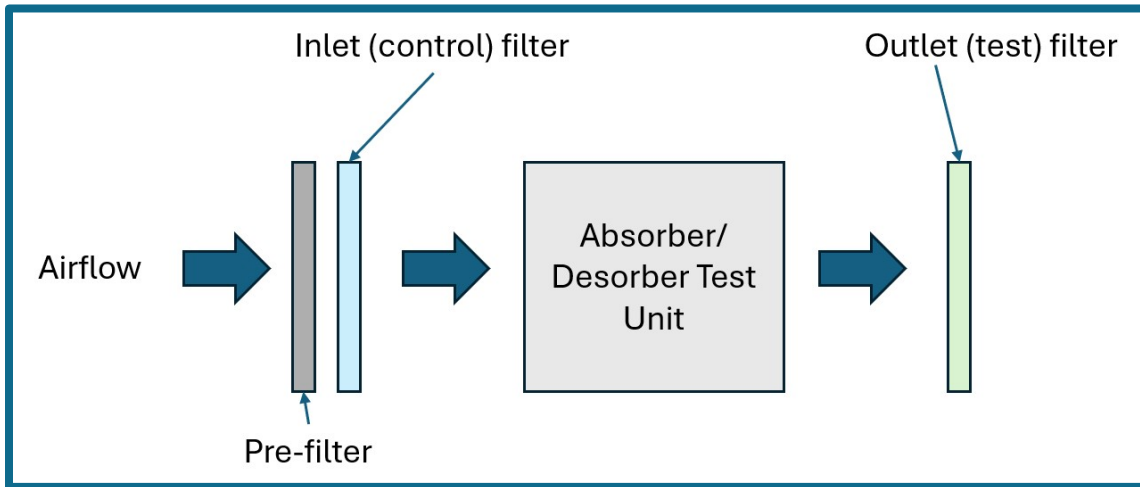 Inlet (control) filter
Outlet (test) filter
Airflow
Absorber/
Desorber Test
Unit
Pre-filter